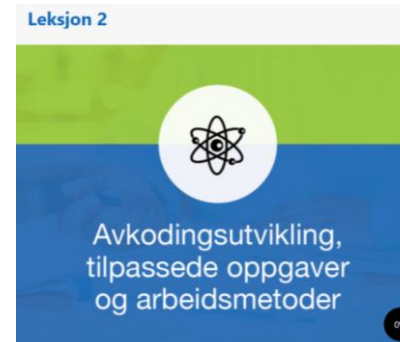 Leksjon 2
Avkodingsutvikling,
tilpassede oppgaver
og arbeidsmetoder